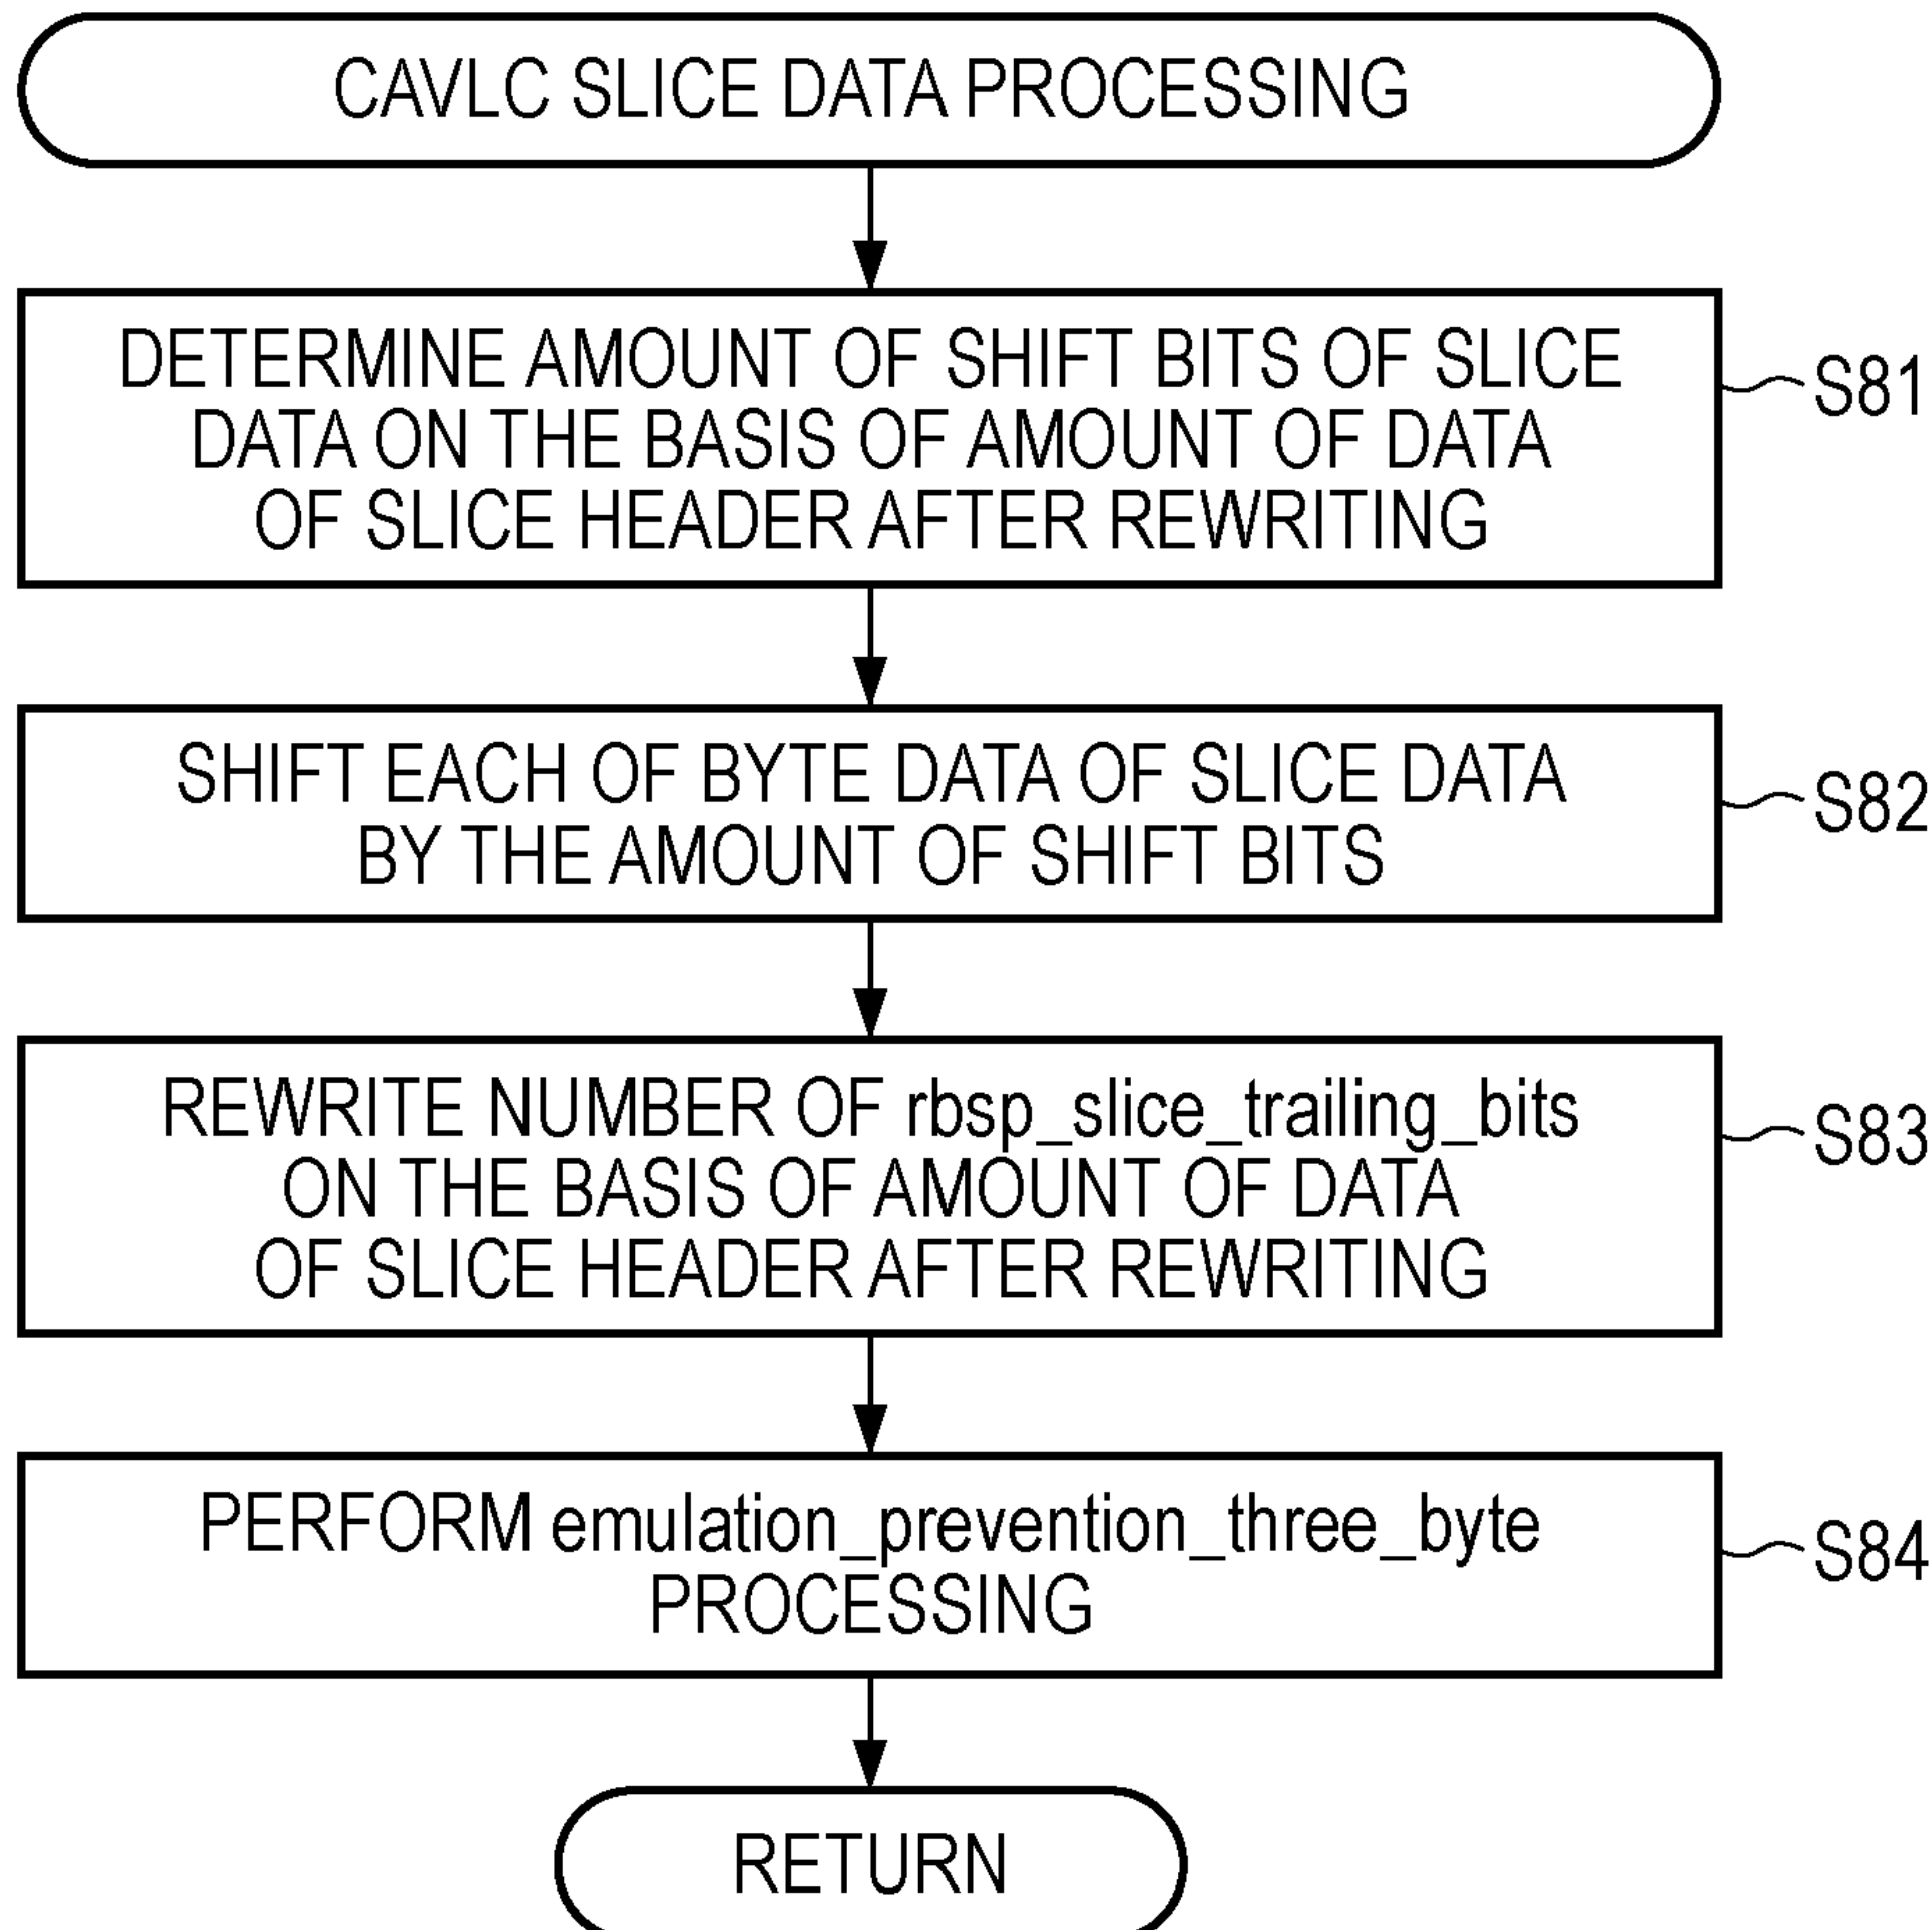 CAVLC SLICE DATA PROCESSING
DETERMINE AMOUNT OF SHIFT BITS OF SLICE
DATA ON THE BASIS OF AMOUNT OF DATA
OF SLICE HEADER AFTER REWRITING
S81
SHIFT EACH OF BYTE DATA OF SLICE DATA
BY THE AMOUNT OF SHIFT BITS
S82
REWRITE NUMBER OF rbsp_slice_trailing_bits
ON THE BASIS OF AMOUNT OF DATA
OF SLICE HEADER AFTER REWRITING
S83
PERFORM emulation_prevention_three_byte
PROCESSING
S84
RETURN